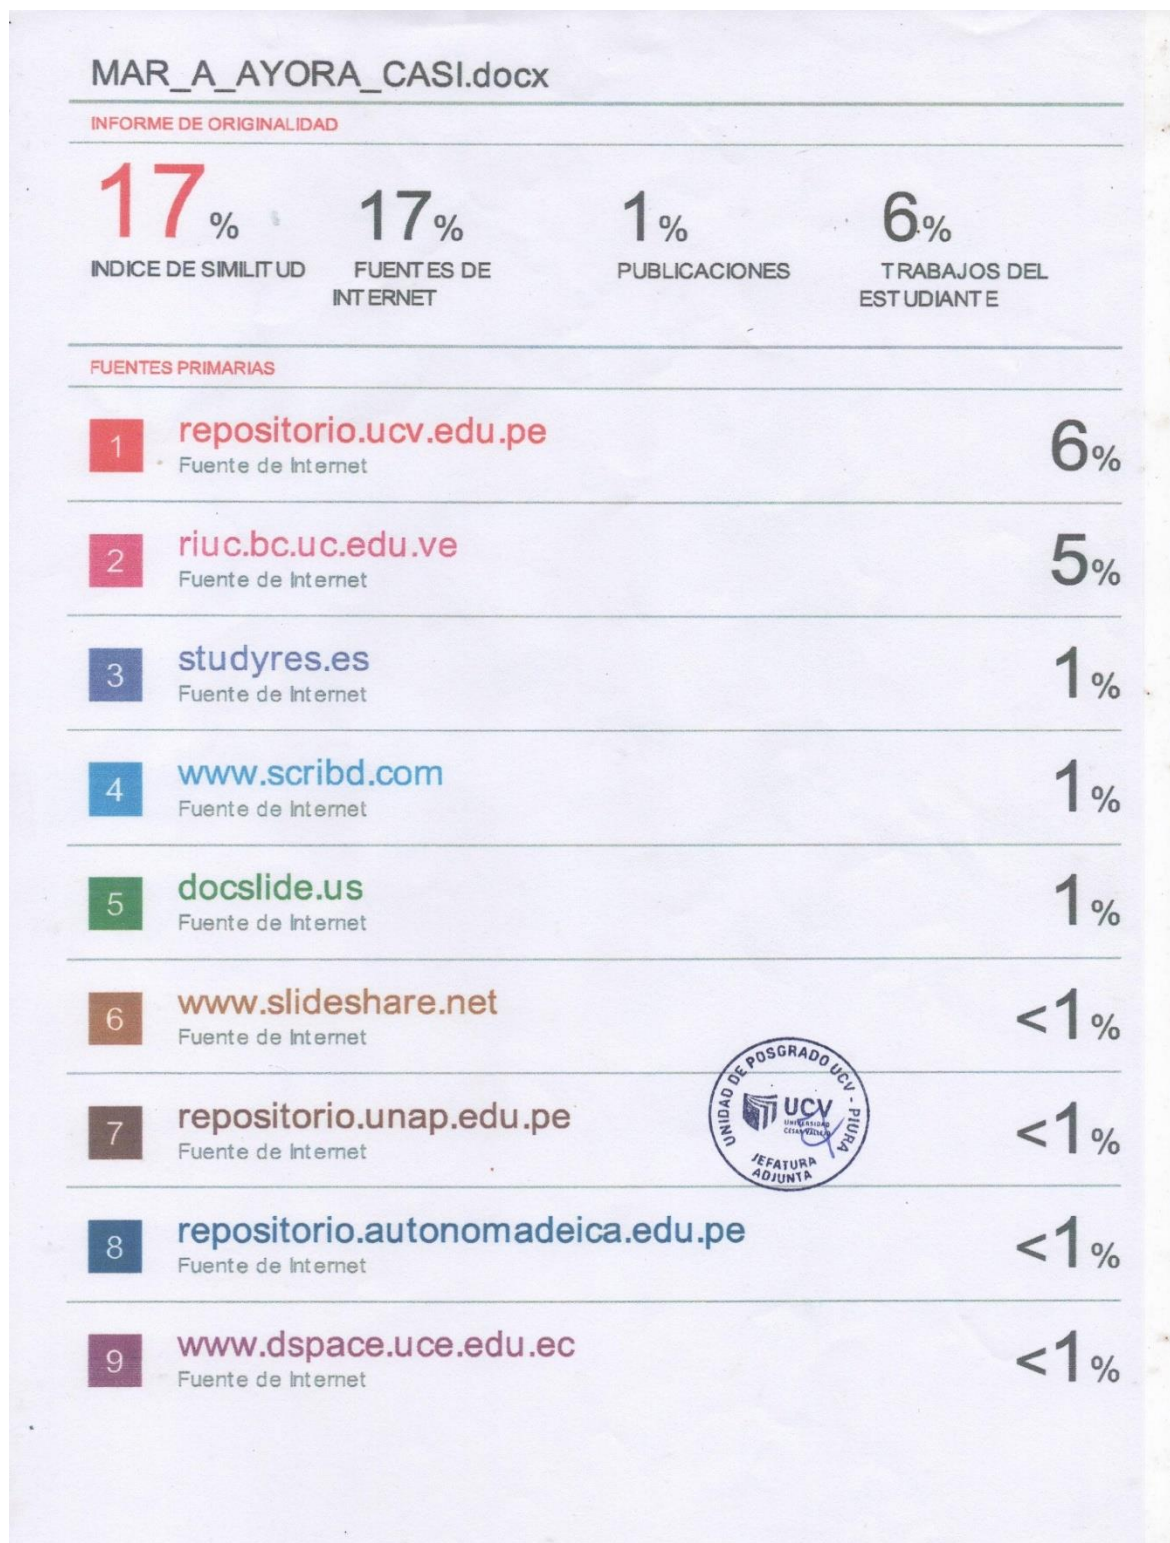 MAR_A_AYORA_CASI.docx
INFORME DE ORIGINALIDAD
17%
INDICE DE SIMILITUD
17%
FUENTES DE
INTERNET
1%
PUBLICACIONES
6%
TRABAJOS DEL
ESTUDIANTE
FUENTES PRIMARIAS
1
repositorio.ucv.edu.pe
Fuente de Internet
6%
2
riuc.bc.uc.edu.ve
Fuente de Internet
5%
3
studyres.es
Fuente de Internet
1%
4
www.scribd.com
Fuente de Internet
1%
5
docslide.us
Fuente de Internet
1%
6
www.slideshare.net
Fuente de Internet
<1%
UNIDAD DE POSGRADO UCV - PIURA
UCV
UNIVERSIDAD
CÉSAR VALLEJO
JEFATURA
ADJUNTA
7
repositorio.unap.edu.pe
Fuente de Internet
<1%
8
repositorio.autonomadeica.edu.pe
Fuente de Internet
<1%
9
www.dspace.uce.edu.ec
Fuente de Internet
<1%